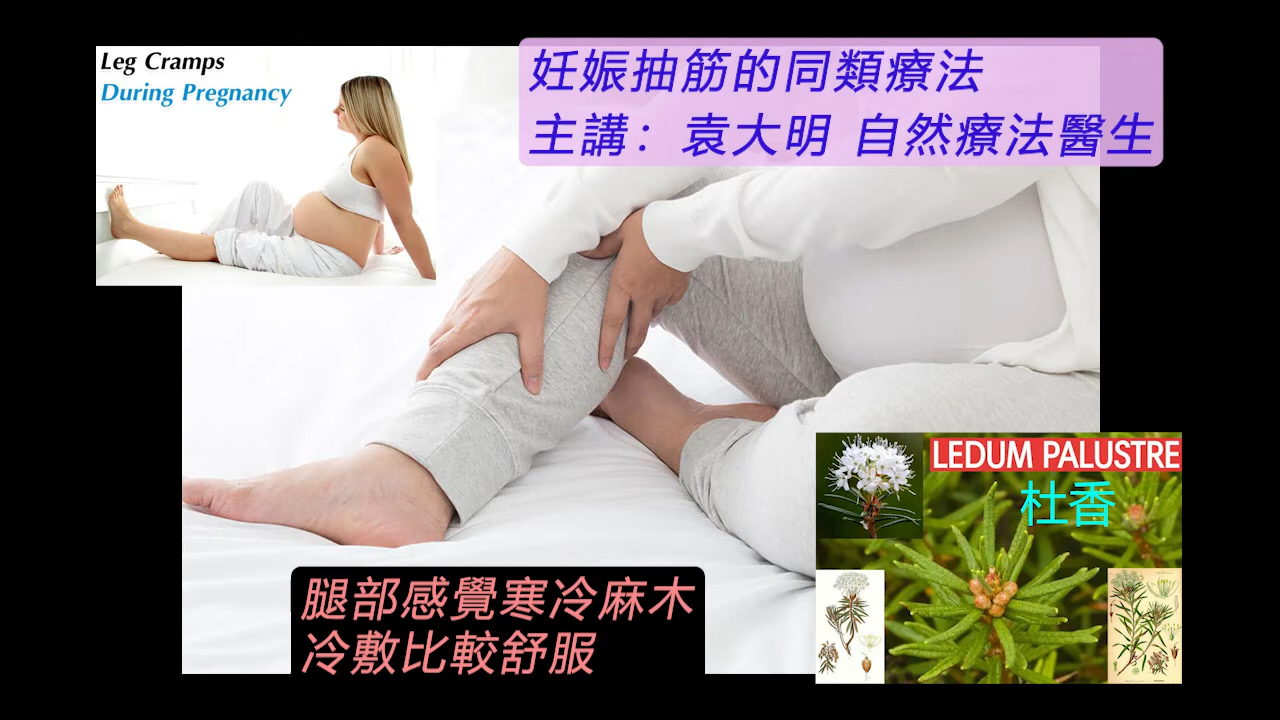 Leg Cramps
During Pregnancy
妊娠抽筋的同類療法
主講：袁大明 自然療法醫生
LEDUM PALUSTRE
杜香
腿部感覺寒冷麻木
冷敷比較舒服